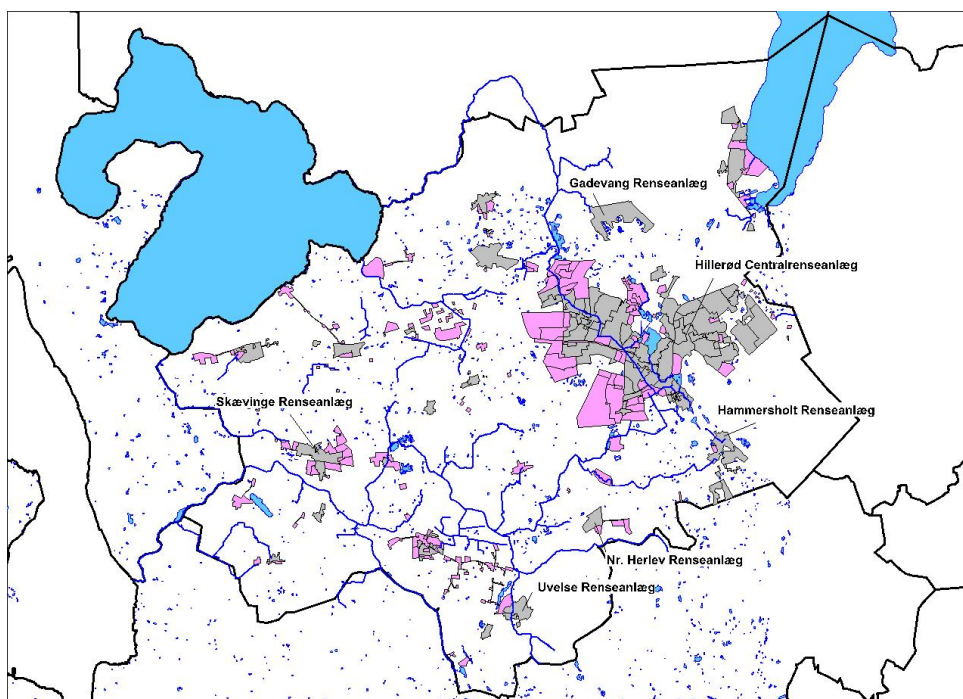 Gadevang Renseanlæg
Hillerød Centralrenseanlæg
Skævinge Renseanlæg
Hammersholt Renseanlæg
Nr. Herlev Renseanlæg
Uvelse Renseanlæg